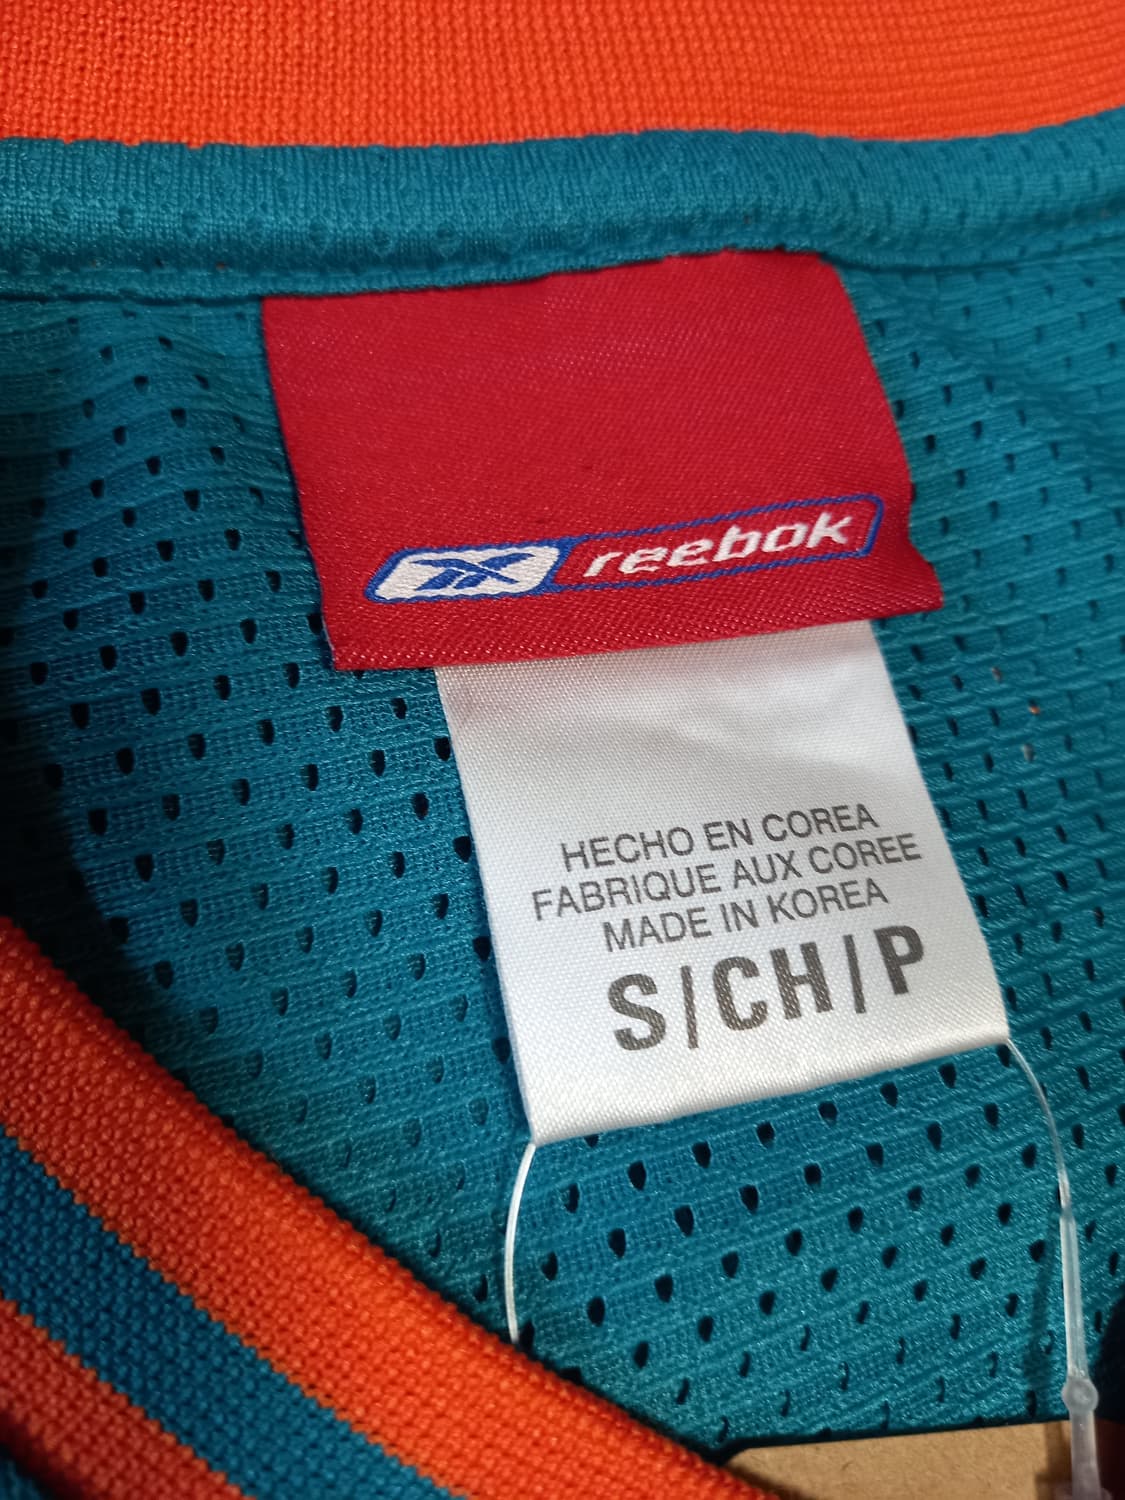 reebok
HECHO EN COREA
FABRIQUE AUX COREE
MADE IN KOREA
S/CH/P